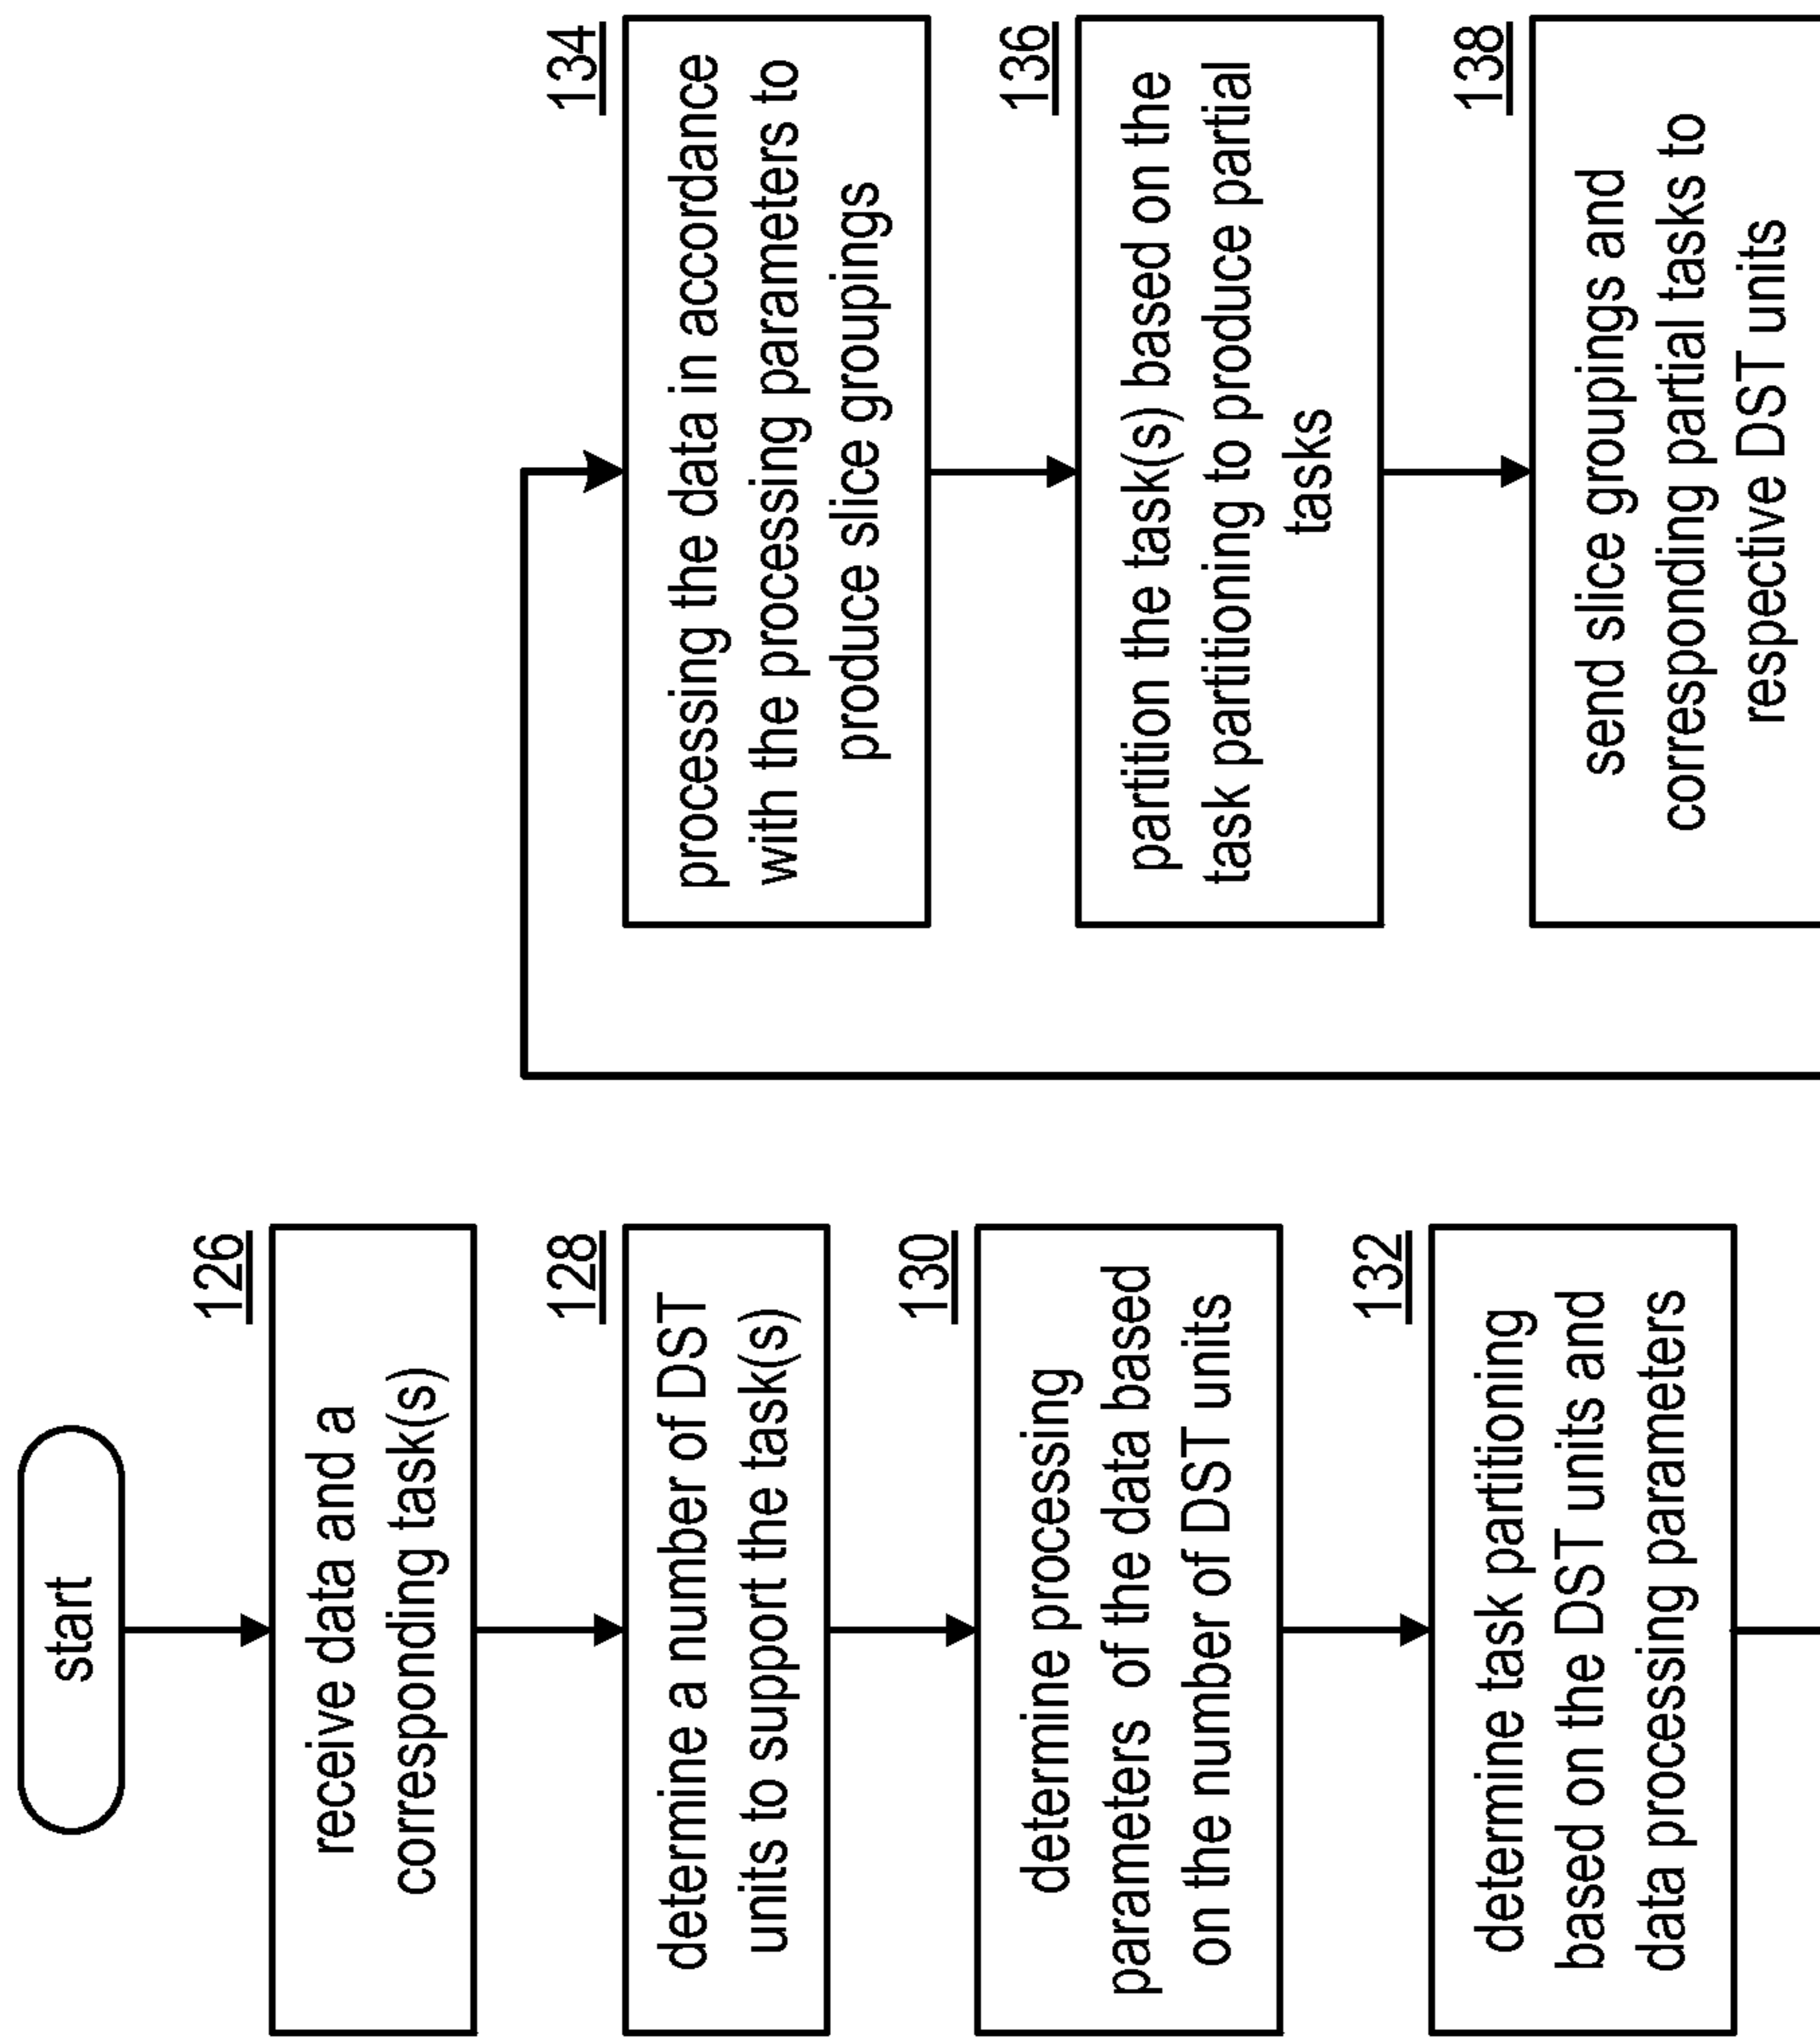 start
126
receive data and a
corresponding task(s)
128
determine a number of DST
units to support the task(s)
130
determine processing
parameters of the data based
on the number of DST units
132
determine task partitioning
based on the DST units and
data processing parameters
134
processing the data in accordance
with the processing parameters to
produce slice groupings
136
partition the task(s) based on the
task partitioning to produce partial
tasks
138
send slice groupings and
corresponding partial tasks to
respective DST units